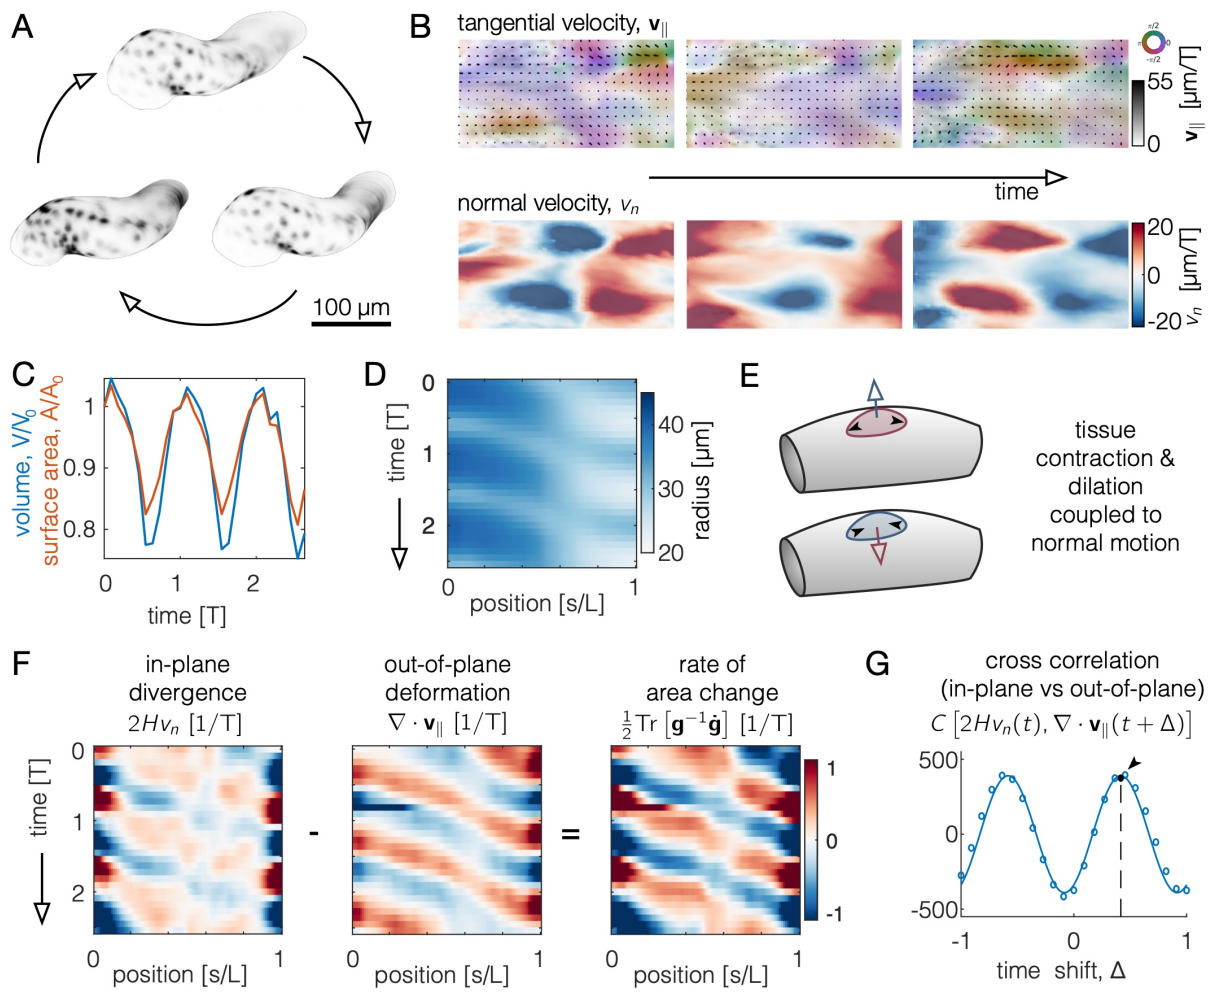 A
100 µm
B
tangential velocity, v∥
π/2
π
0
-π/2
55
0
v∥ [µm/T]
time
normal velocity, vₙ
20
0
-20
vₙ [µm/T]
C
volume, V/V₀
surface area, A/A₀
1
0.9
0.8
0
1
2
time [T]
D
time [T]
0
1
2
0
1
position [s/L]
40
30
20
radius [µm]
E
tissue
contraction &
dilation
coupled to
normal motion
F
in-plane
divergence
2Hvₙ [1/T]
out-of-plane
deformation
∇ · v∥ [1/T]
rate of
area change
½Tr [g⁻¹ġ] [1/T]
time [T]
0
1
2
-
=
0
1
position [s/L]
0
1
position [s/L]
0
1
position [s/L]
1
0
-1
G
cross correlation
(in-plane vs out-of-plane)
C [2Hvₙ(t), ∇ · v∥(t + Δ)]
500
0
-500
-1
0
1
time shift, Δ